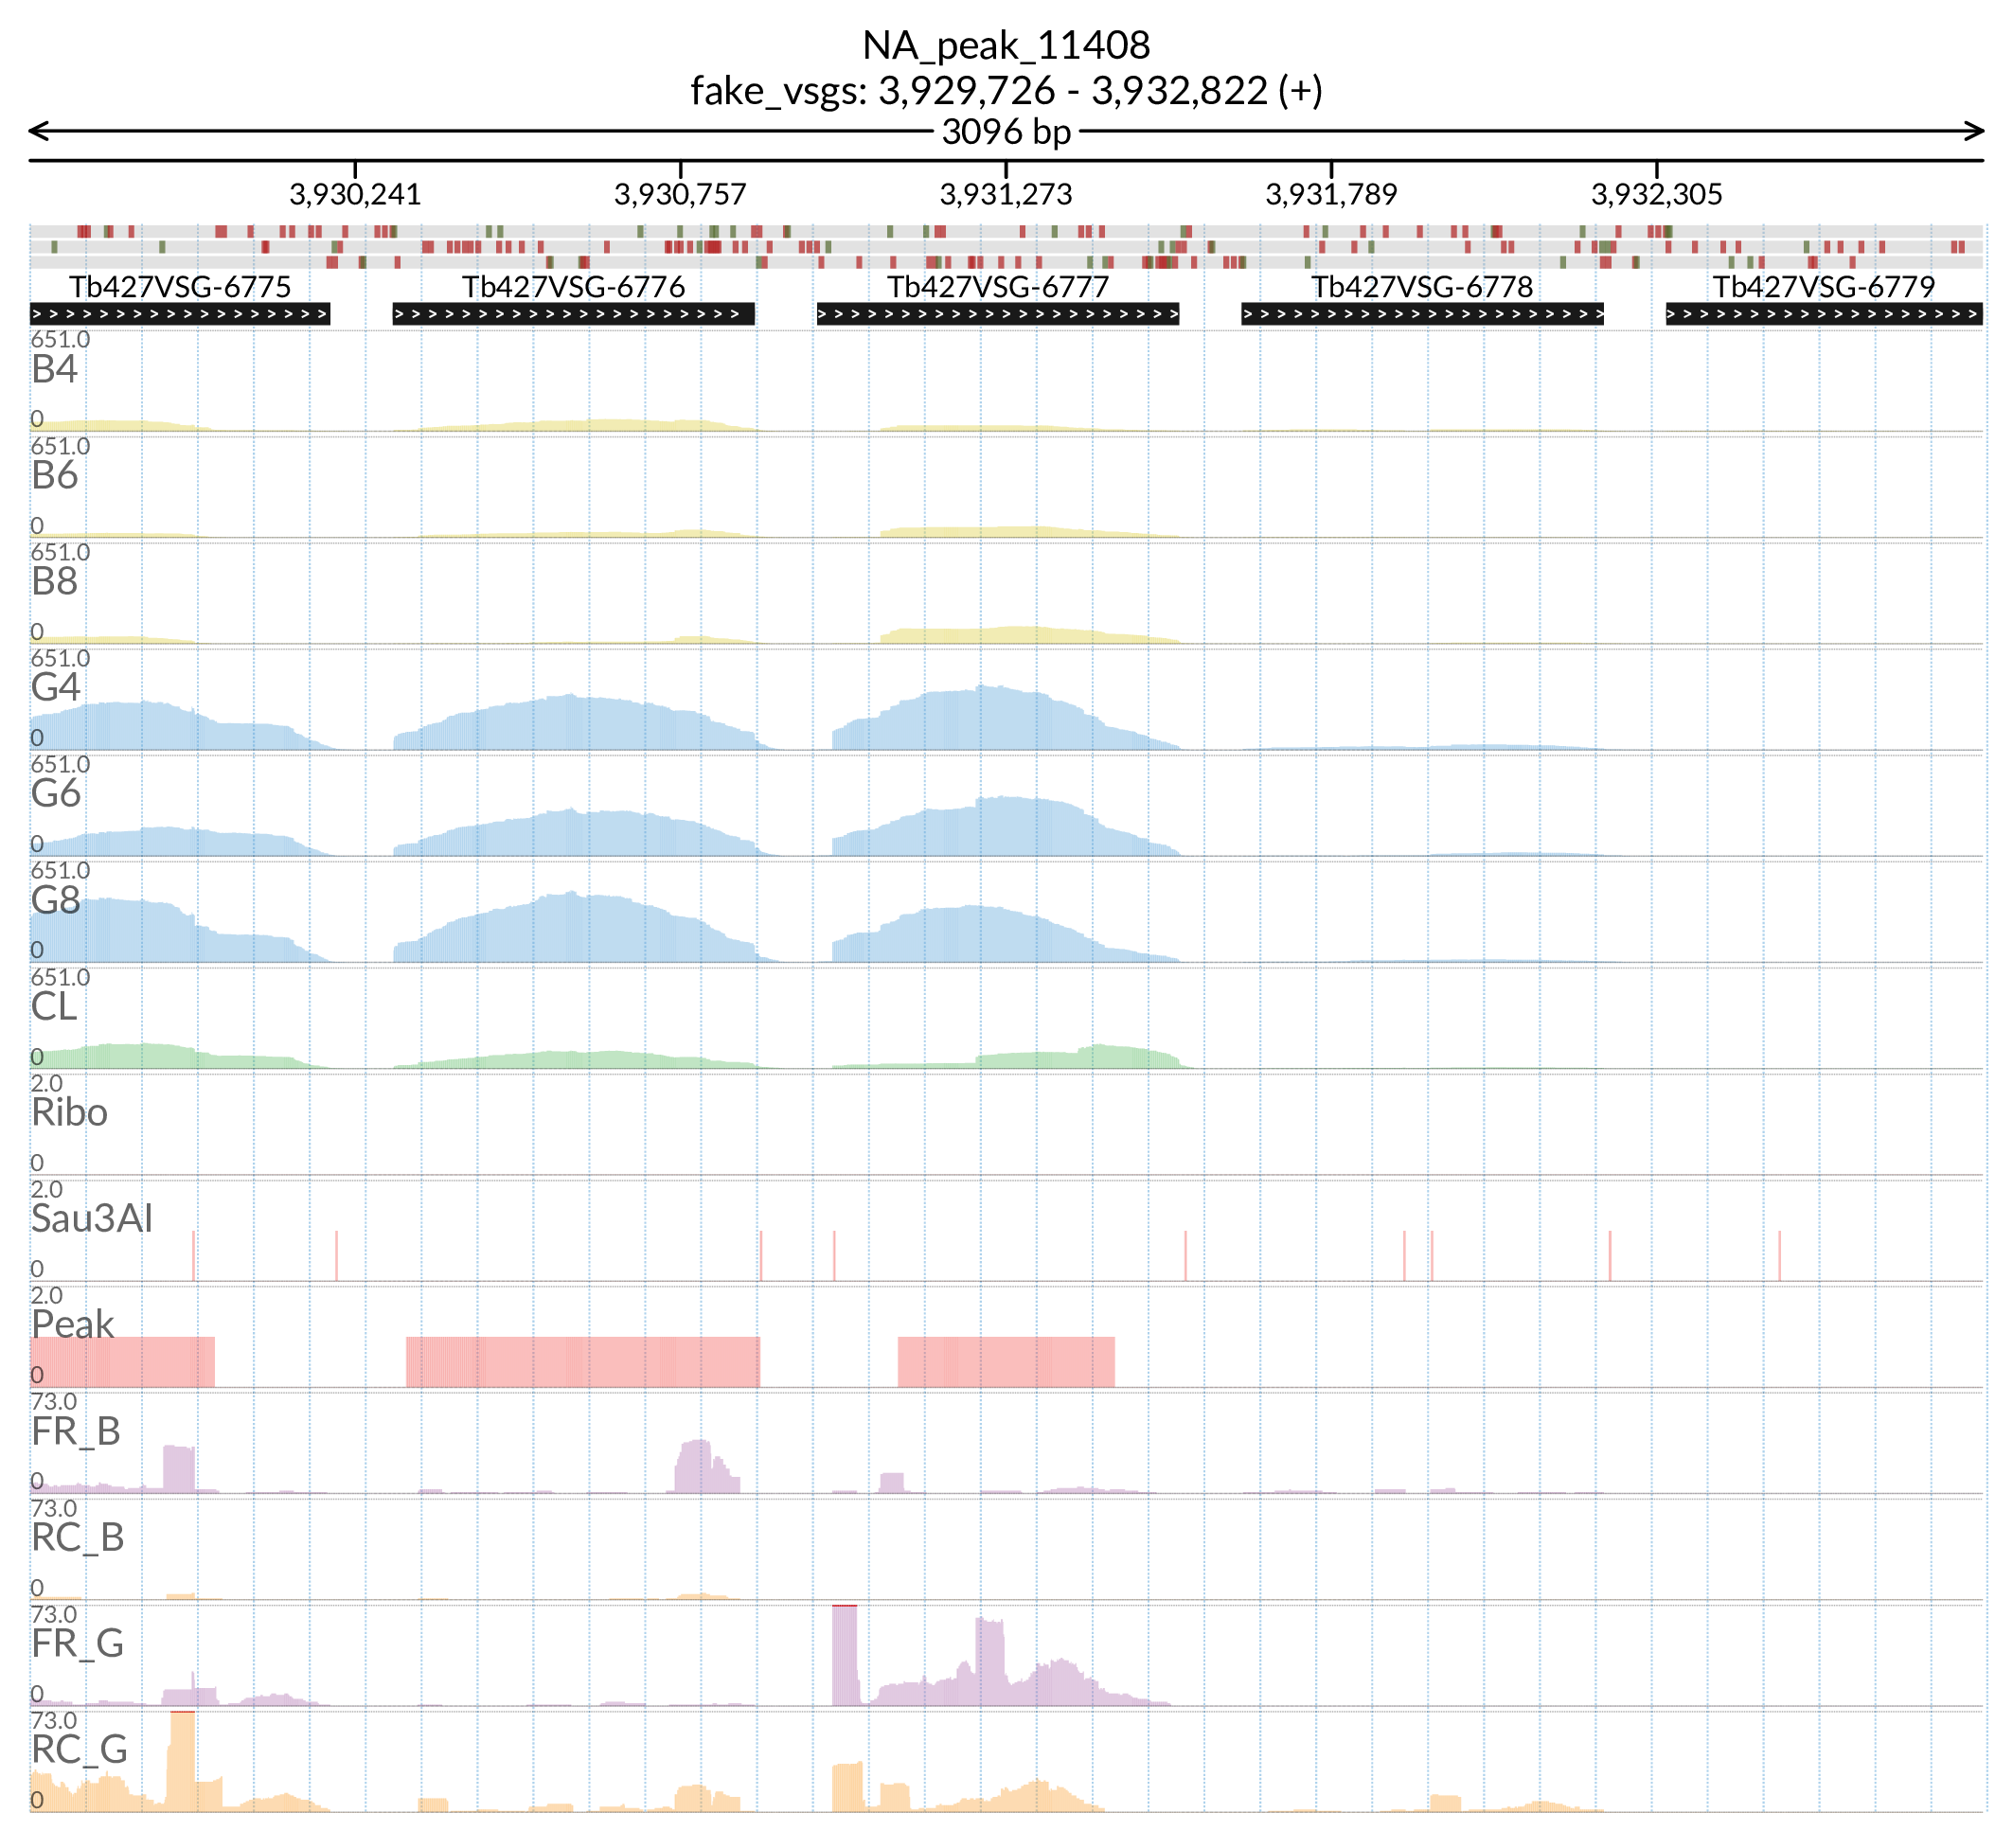 NA_peak_11408
fake_vsgs: 3,929,726 - 3,932,822 (+)
3096 bp
3,930,241 3,930,757 3,931,273 3,931,789 3,932,305
Tb427VSG-6775 Tb427VSG-6776 Tb427VSG-6777 Tb427VSG-6778 Tb427VSG-6779
651.0
B4
0
651.0
B6
0
651.0
B8
0
651.0
G4
0
651.0
G6
0
651.0
G8
0
651.0
CL
0
2.0
Ribo
0
2.0
Sau3AI
0
2.0
Peak
0
73.0
FR_B
0
73.0
RC_B
0
73.0
FR_G
0
73.0
RC_G
0